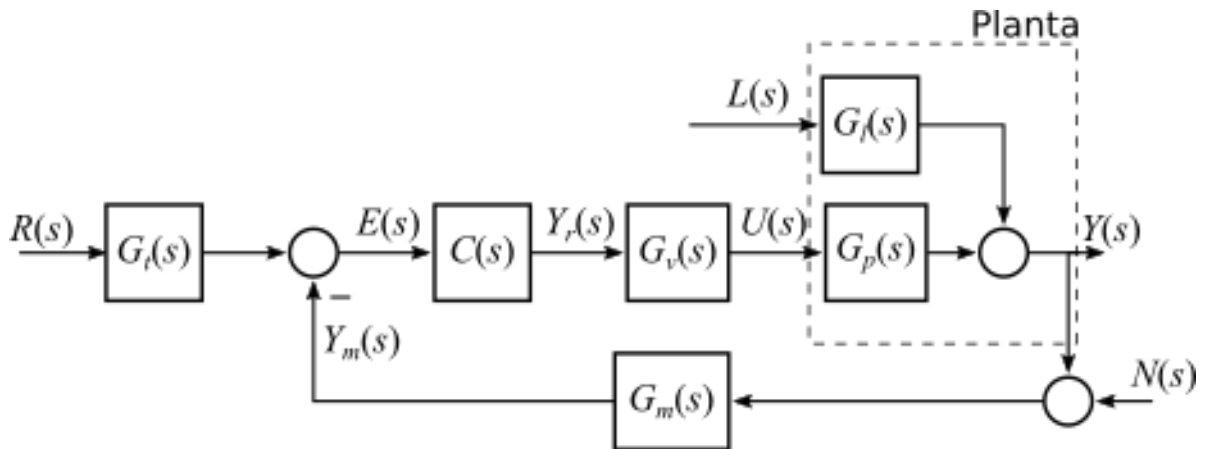 Planta
L(s)
G_l(s)
R(s)
G_t(s)
E(s)
C(s)
Y_r(s)
G_v(s)
U(s)
G_p(s)
Y(s)
−
Y_m(s)
G_m(s)
N(s)